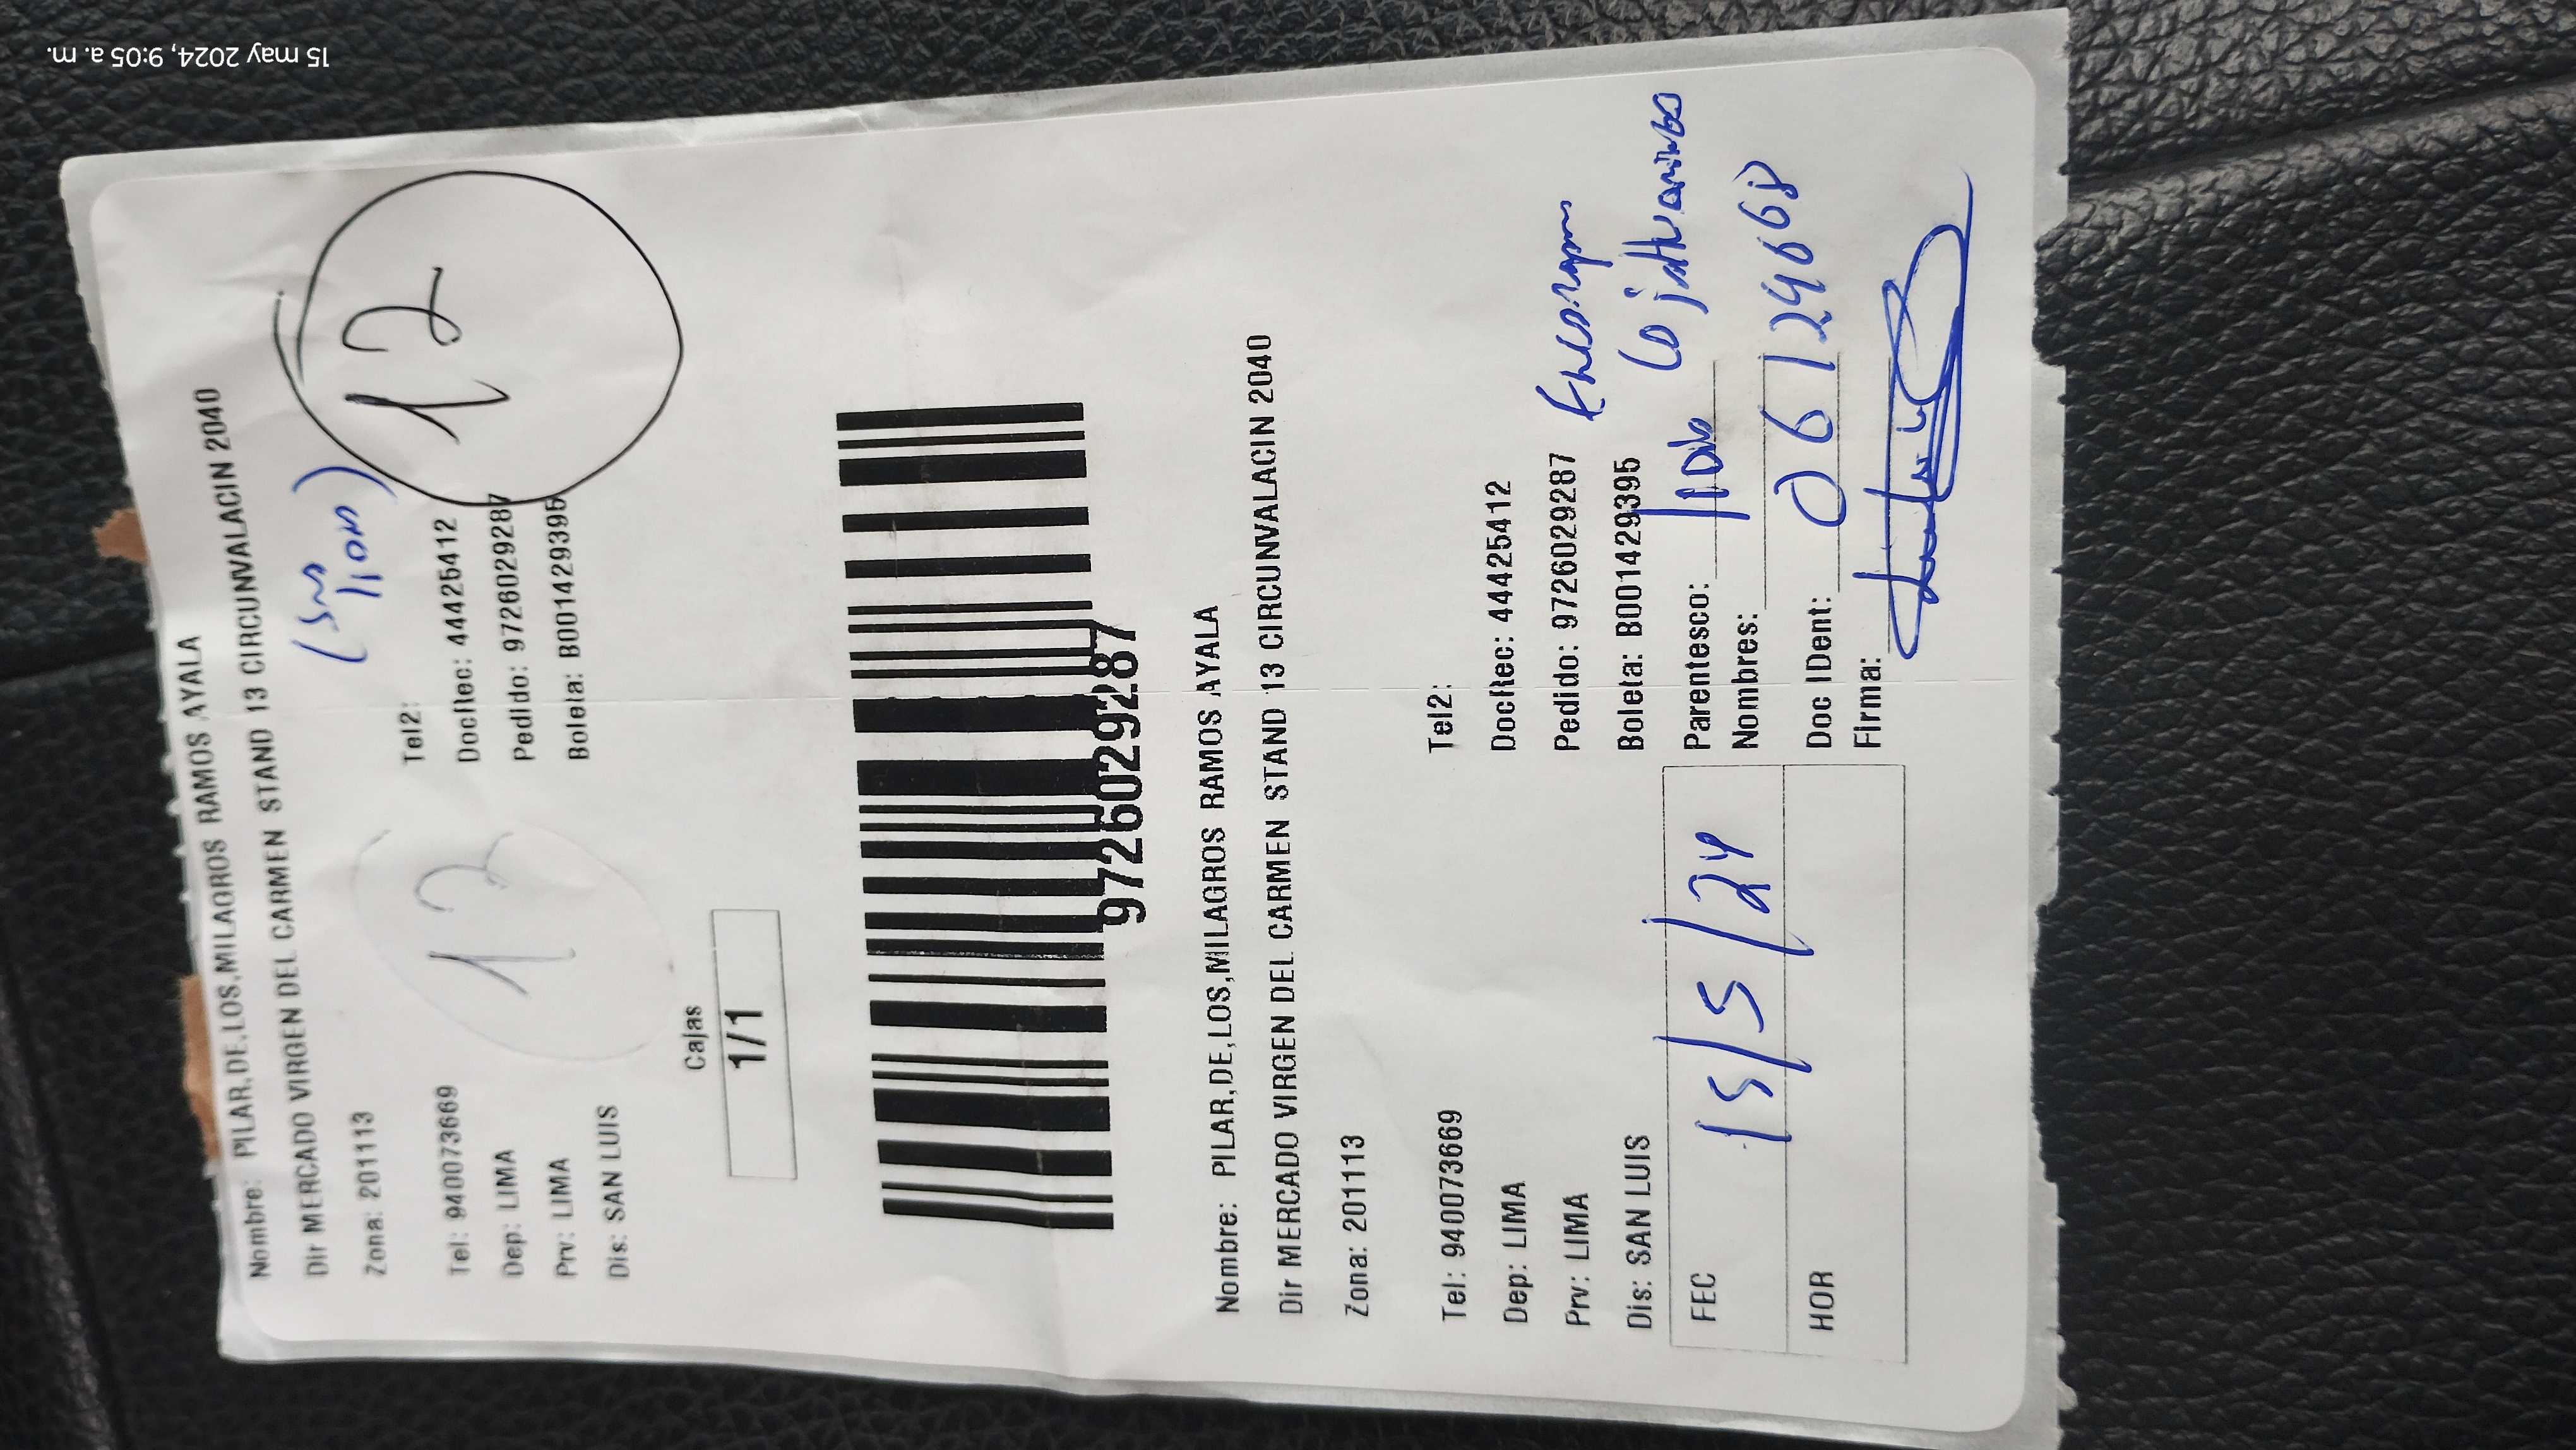 15 may 2024, 9:05 a. m.
Nombre: PILAR,DE,LOS,MILAGROS RAMOS AYALA
Dir MERCADO VIRGEN DEL CARMEN STAND 13 CIRCUNVALACIN 2040
Zona: 201113
12
13
Tel: 940073669 Tel2:
Dep: LIMA DocRec: 44425412
Prv: LIMA Pedido: 9726029287
Dis: SAN LUIS Boleta: B001429395
Cajas
1/1
9726029287
Nombre: PILAR,DE,LOS,MILAGROS RAMOS AYALA
Dir MERCADO VIRGEN DEL CARMEN STAND 13 CIRCUNVALACIN 2040
Zona: 201113
Tel: 940073669 Tel2:
Dep: LIMA DocRec: 44425412
Prv: LIMA Pedido: 9726029287
Dis: SAN LUIS Boleta: B001429395
FEC 15/5/24 Parentesco:
Nombres:
HOR Doc IDent:
Firma: